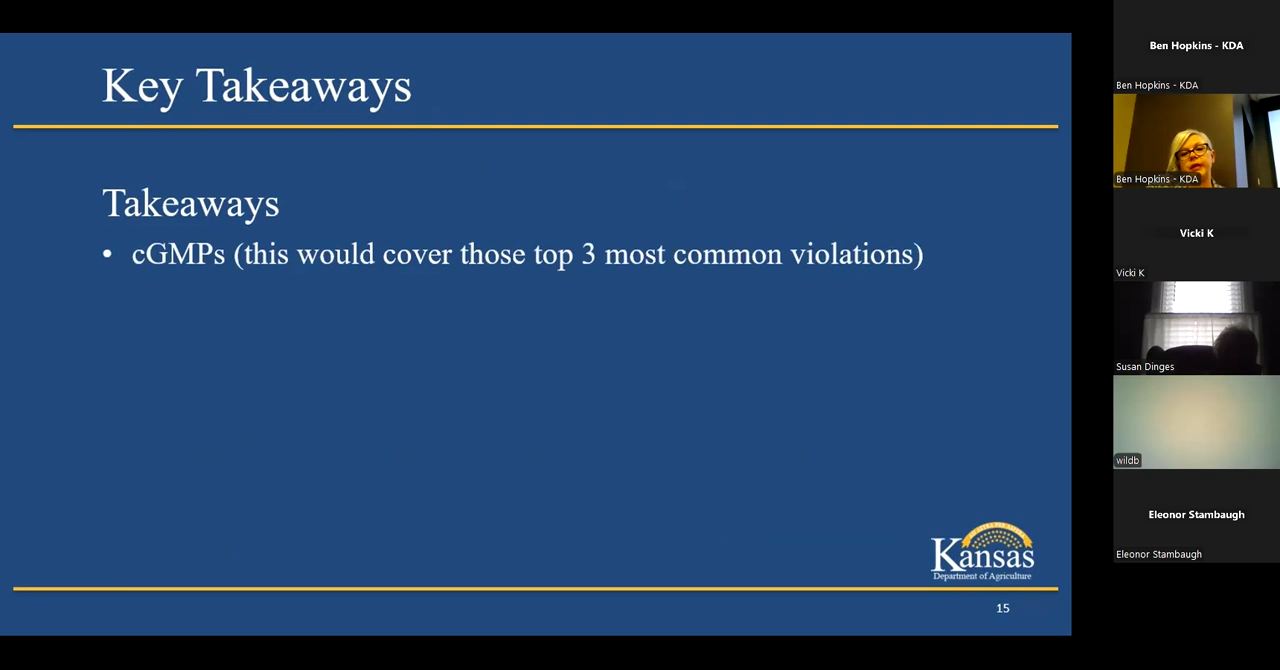 Key Takeaways
Takeaways
• cGMPs (this would cover those top 3 most common violations)
Kansas
Department of Agriculture
15
Ben Hopkins - KDA
Ben Hopkins - KDA
Ben Hopkins - KDA
Vicki K
Vicki K
Susan Dinges
wildb
Eleonor Stambaugh
Eleonor Stambaugh